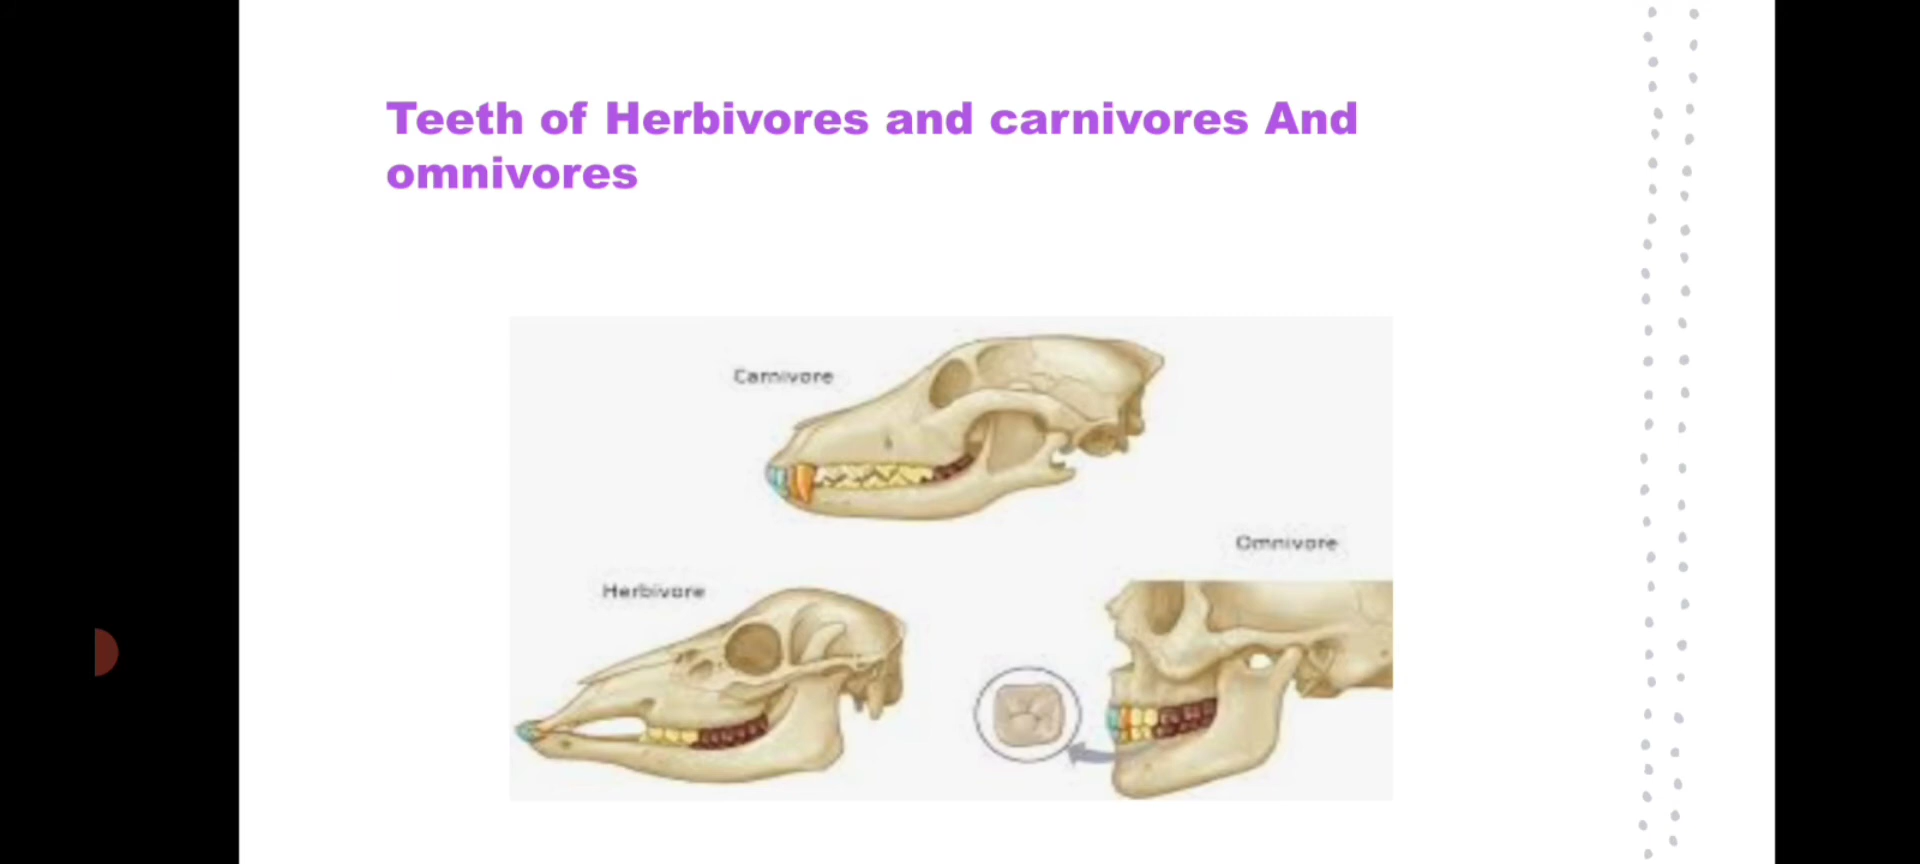 Teeth of Herbivores and carnivores And
omnivores
Carnivore
Omnivore
Herbivore